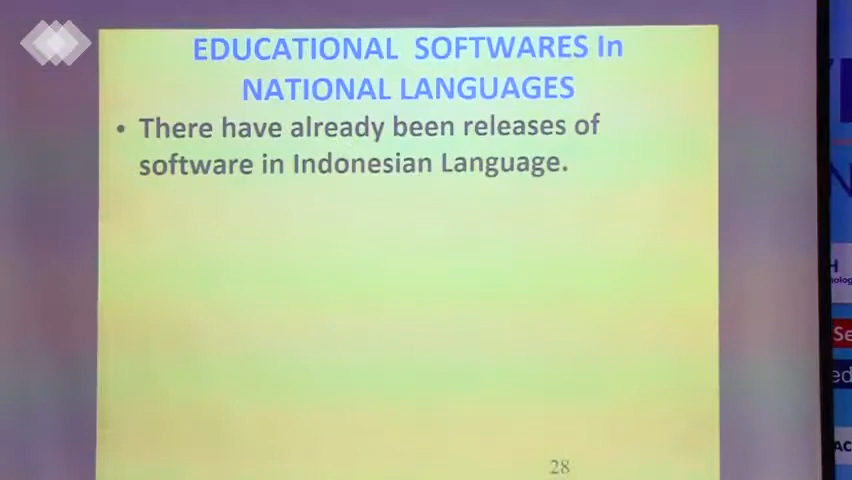 EDUCATIONAL SOFTWARES In
NATIONAL LANGUAGES
• There have already been releases of
software in Indonesian Language.
28